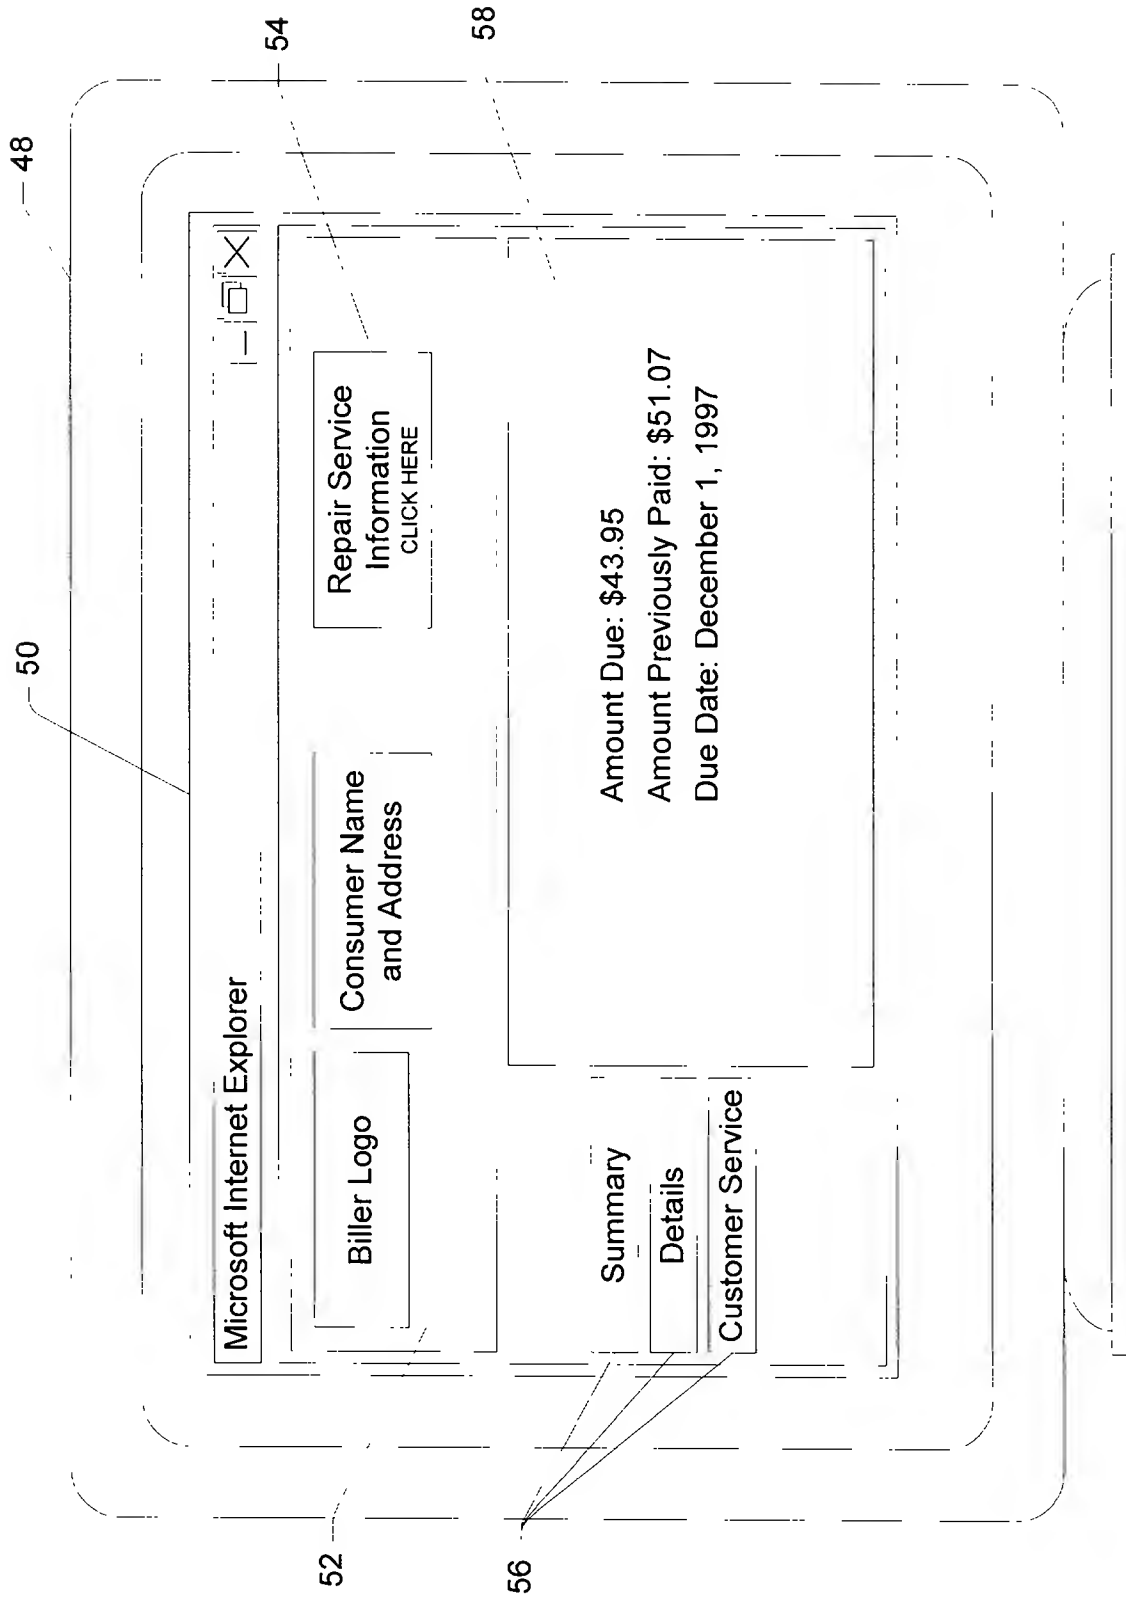 48
50
54
58
Microsoft Internet Explorer
Biller Logo
Consumer Name
and Address
Repair Service
Information
CLICK HERE
52
56
Summary
Details
Customer Service
Amount Due: $43.95
Amount Previously Paid: $51.07
Due Date: December 1, 1997